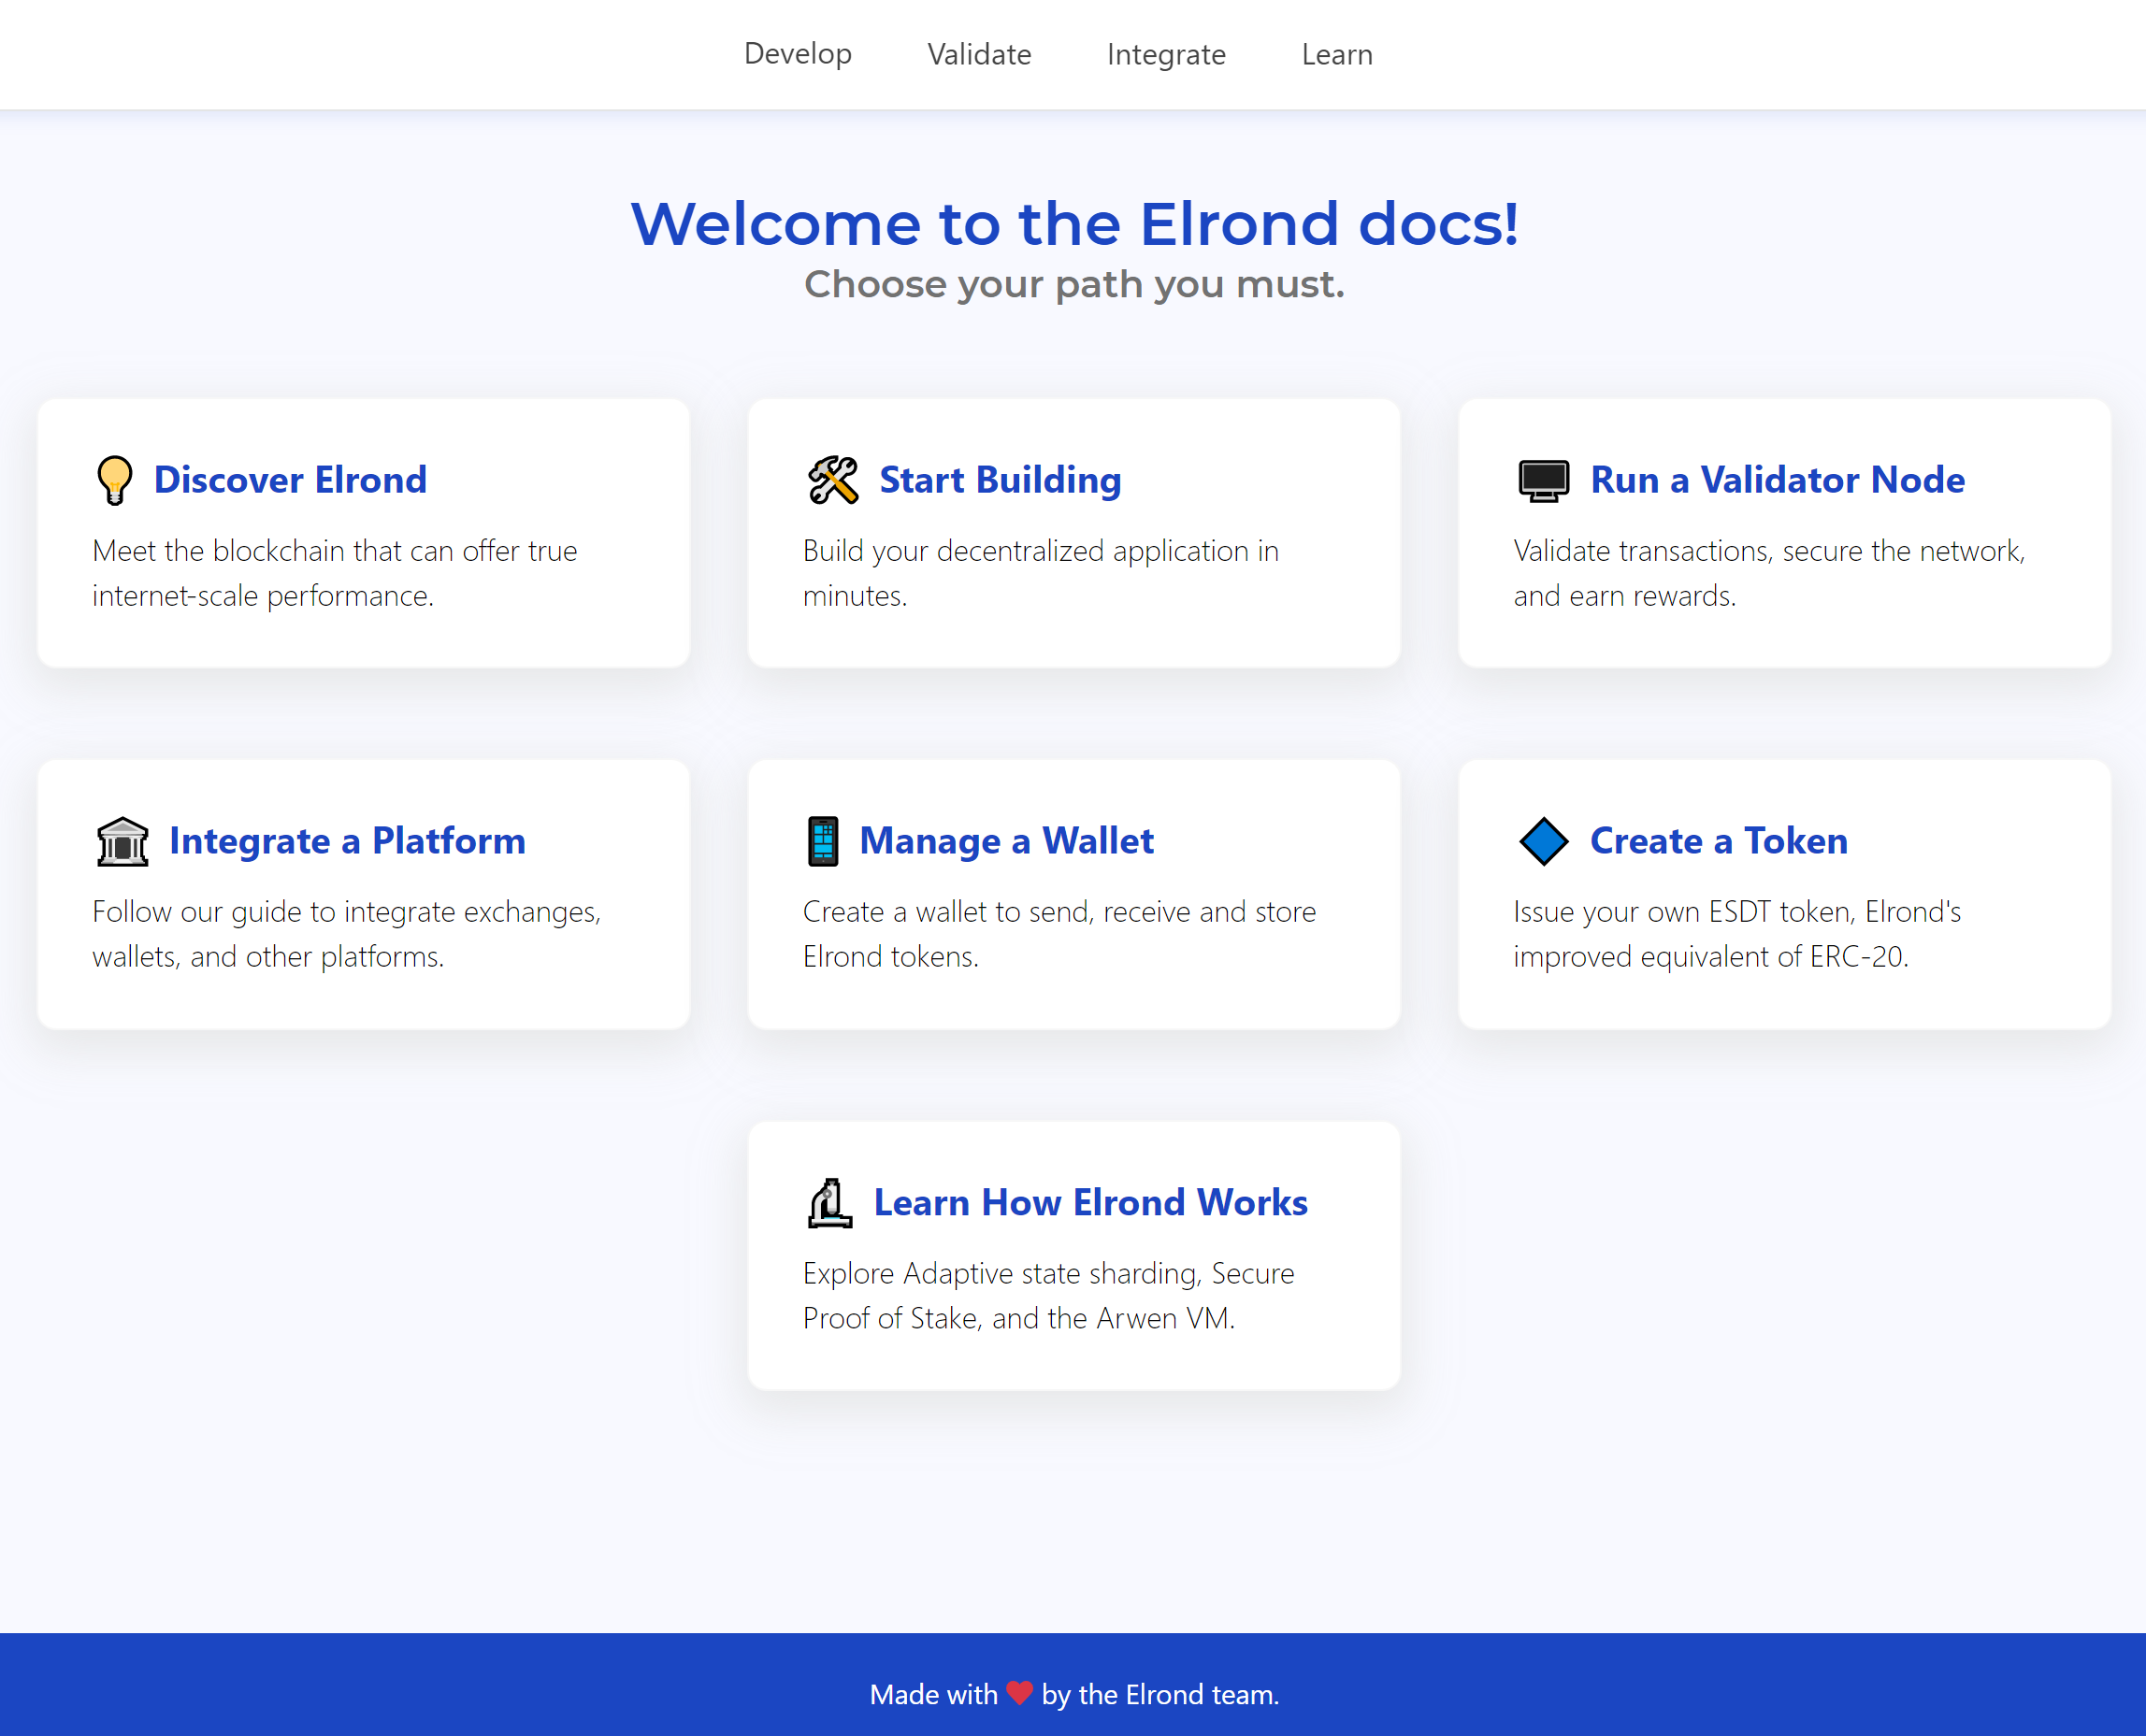 Develop Validate Integrate Learn
Welcome to the Elrond docs!
Choose your path you must.
Discover Elrond
Meet the blockchain that can offer true
internet-scale performance.
Start Building
Build your decentralized application in
minutes.
Run a Validator Node
Validate transactions, secure the network,
and earn rewards.
Integrate a Platform
Follow our guide to integrate exchanges,
wallets, and other platforms.
Manage a Wallet
Create a wallet to send, receive and store
Elrond tokens.
Create a Token
Issue your own ESDT token, Elrond's
improved equivalent of ERC-20.
Learn How Elrond Works
Explore Adaptive state sharding, Secure
Proof of Stake, and the Arwen VM.
Made with ❤ by the Elrond team.